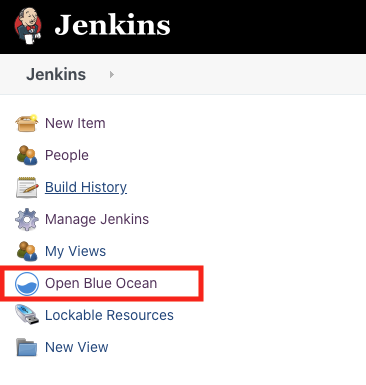 Jenkins
Jenkins
New Item
People
Build History
Manage Jenkins
My Views
Open Blue Ocean
Lockable Resources
New View